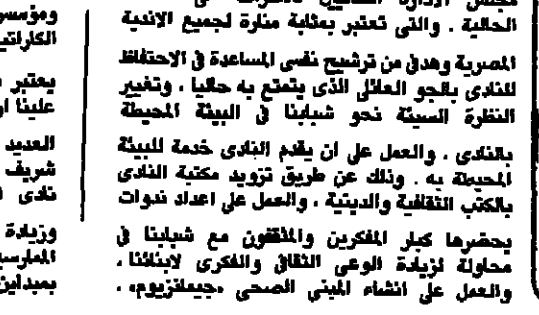 مجلس الادارة
الحالية . والتى تعتبر بمثابة منارة لجميع الاندية
المصرية وهدفى من ترشيح نفسى المساعدة فى الاحتفاظ
للنادى بالجو العائلى الذى يتمتع به حاليا ، وتغيير
النظرة السيئة نحو شبابنا فى البيئة المحيطة
بالنادى ، والعمل على ان يقدم النادى خدمة للبيئة
المحيطة به . وذلك عن طريق تزويد مكتبة النادى
بالكتب الثقافية والدينية ، والعمل على اعداد ندوات
يحضرها كبار المفكرين والمثقفون مع شبابنا فى
محاولة لزيادة الوعى الثقافى والفكرى لابنائنا ،
والعمل على انشاء المبنى الصحى «جيمانزيوم» .
الكاراتيه
يعتبر
علينا
العديد
شريف
نادى
وزيادة